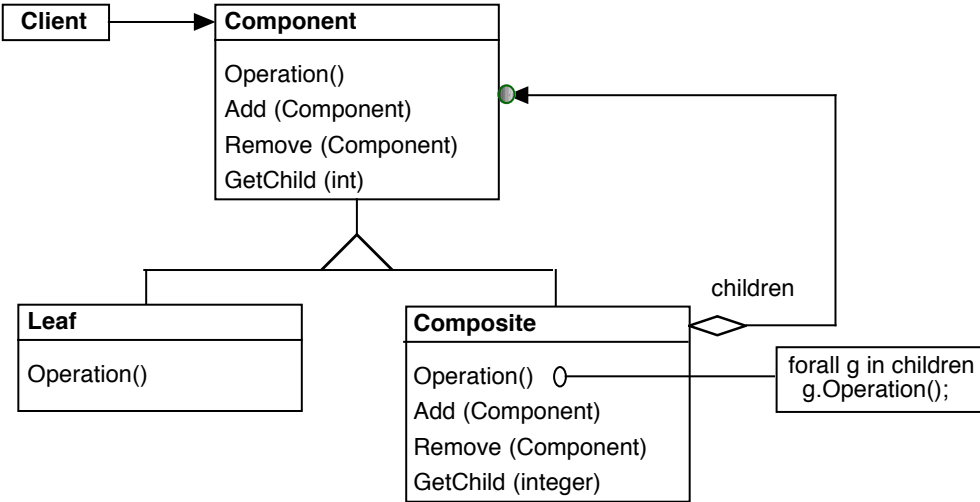 Client
Component
Operation()
Add (Component)
Remove (Component)
GetChild (int)
children
Leaf
Operation()
Composite
Operation()
Add (Component)
Remove (Component)
GetChild (integer)
forall g in children
g.Operation();